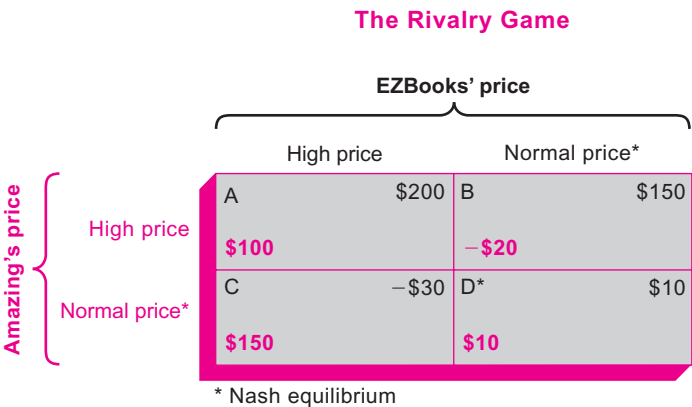 The Rivalry Game
EZBooks’ price
High price Normal price*
Amazing’s price
High price
A $200 B $150
$100 −$20
Normal price*
C −$30 D* $10
$150 $10
* Nash equilibrium